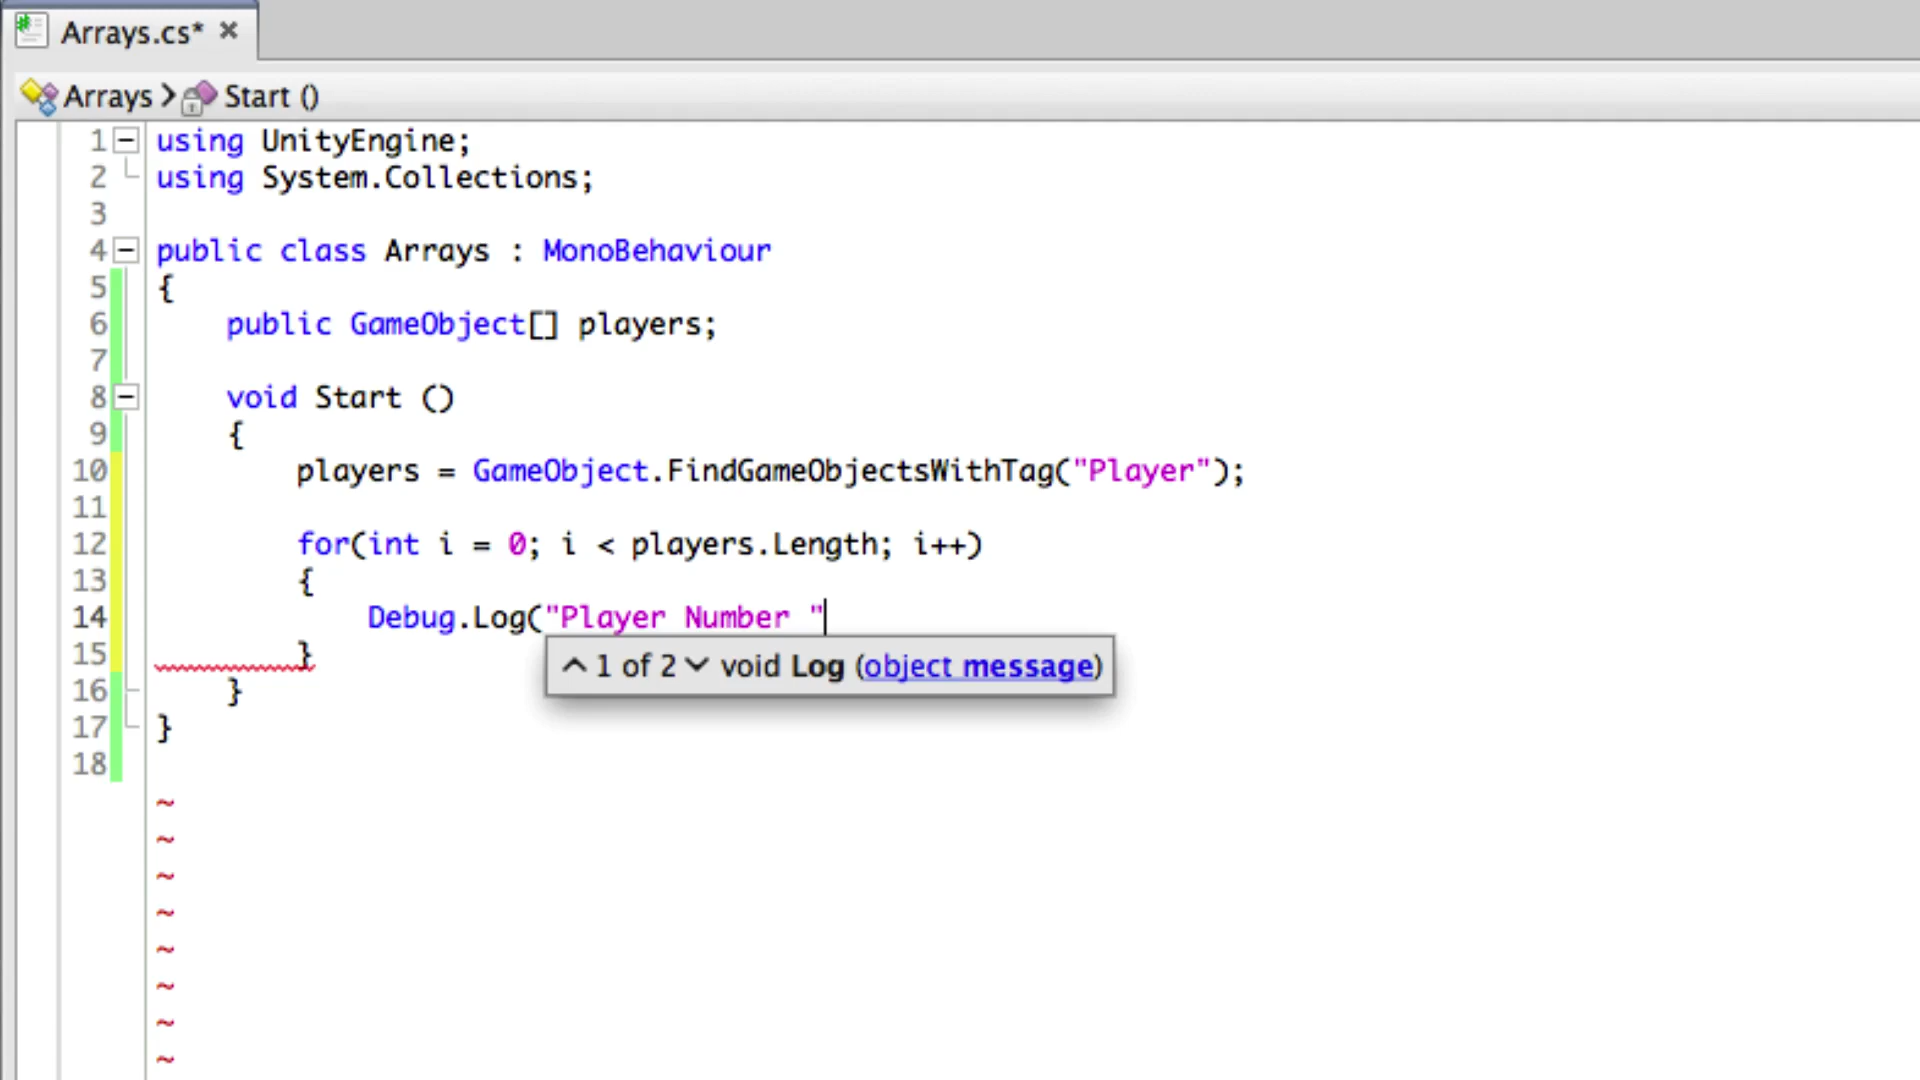 Arrays.cs*
Arrays > Start ()
1 using UnityEngine;
2 using System.Collections;
3
4 public class Arrays : MonoBehaviour
5 {
6 public GameObject[] players;
7
8 void Start ()
9 {
10 players = GameObject.FindGameObjectsWithTag("Player");
11
12 for(int i = 0; i < players.Length; i++)
13 {
14 Debug.Log("Player Number "
15 }
1 of 2 void Log (object message)
16 }
17 }
18
~
~
~
~
~
~
~
~